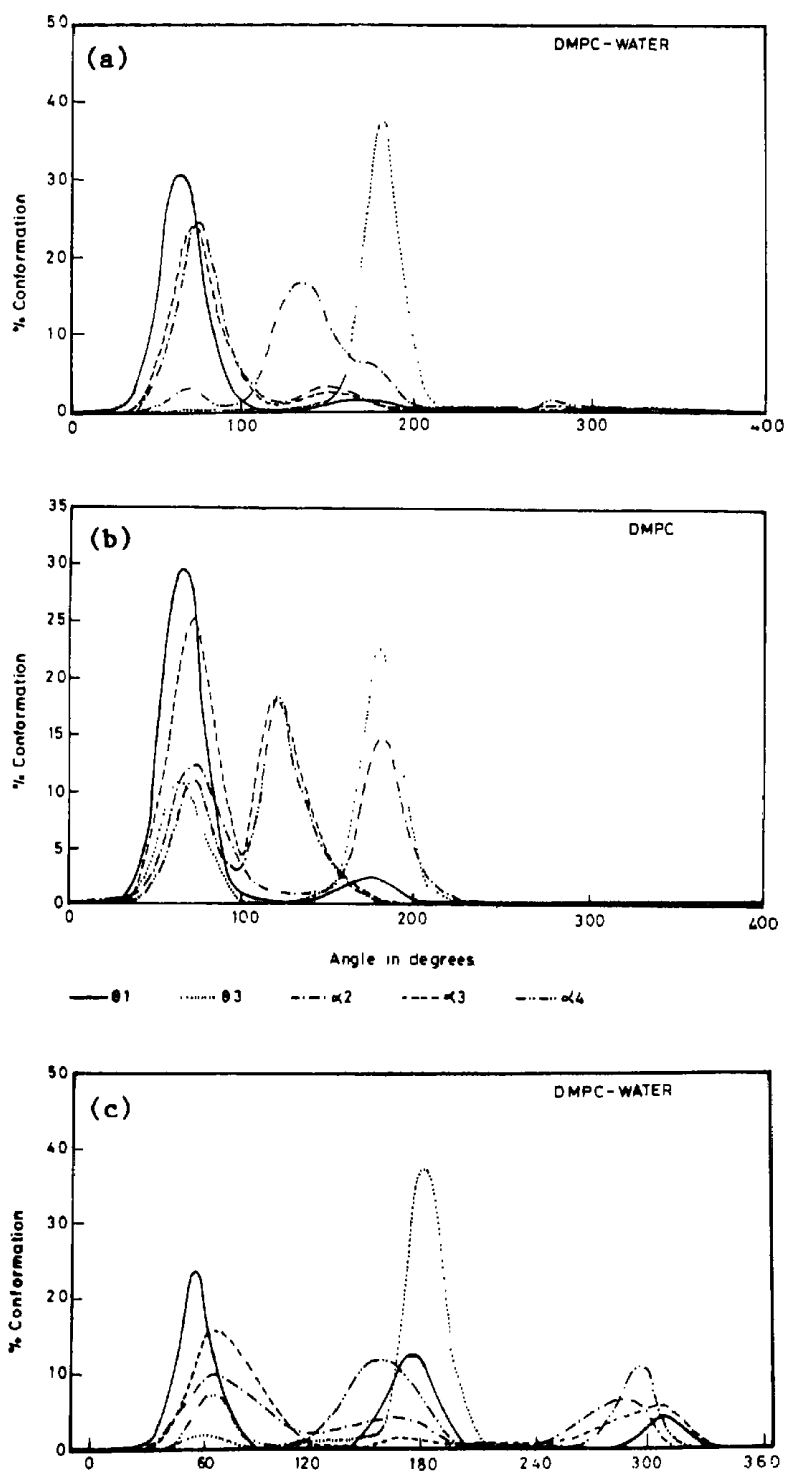 (a)
DMPC-WATER
% Conformation
50
40
30
20
10
0
0 100 200 300 400
(b)
DMPC
% Conformation
35
30
25
20
15
10
5
0
0 100 200 300 400
Angle in degrees
θ1 θ3 α2 α3 α4
(c)
DMPC-WATER
% Conformation
50
40
30
20
10
0
0 60 120 180 240 300 360